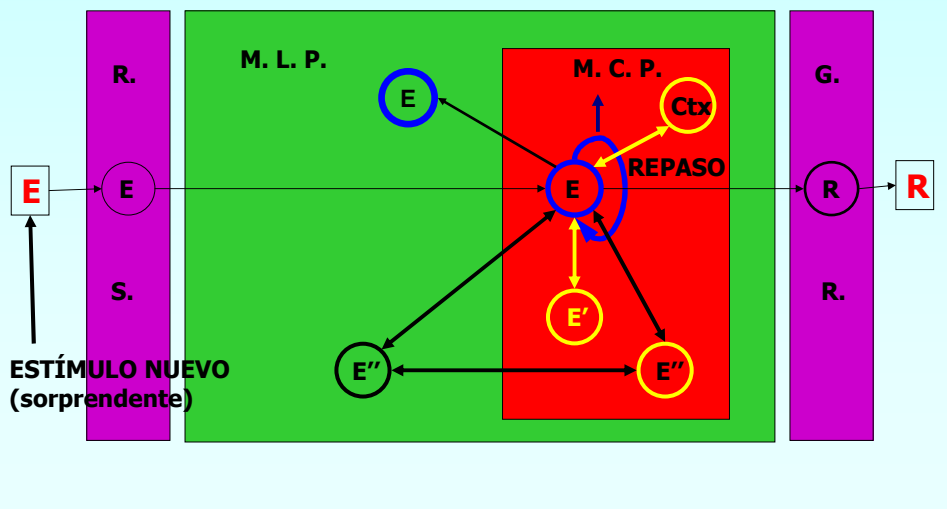 R.
M. L. P.
M. C. P.
G.
E
Ctx
REPASO
E
E
E
R
R
S.
R.
E’
ESTÍMULO NUEVO
(sorprendente)
E’’
E’’